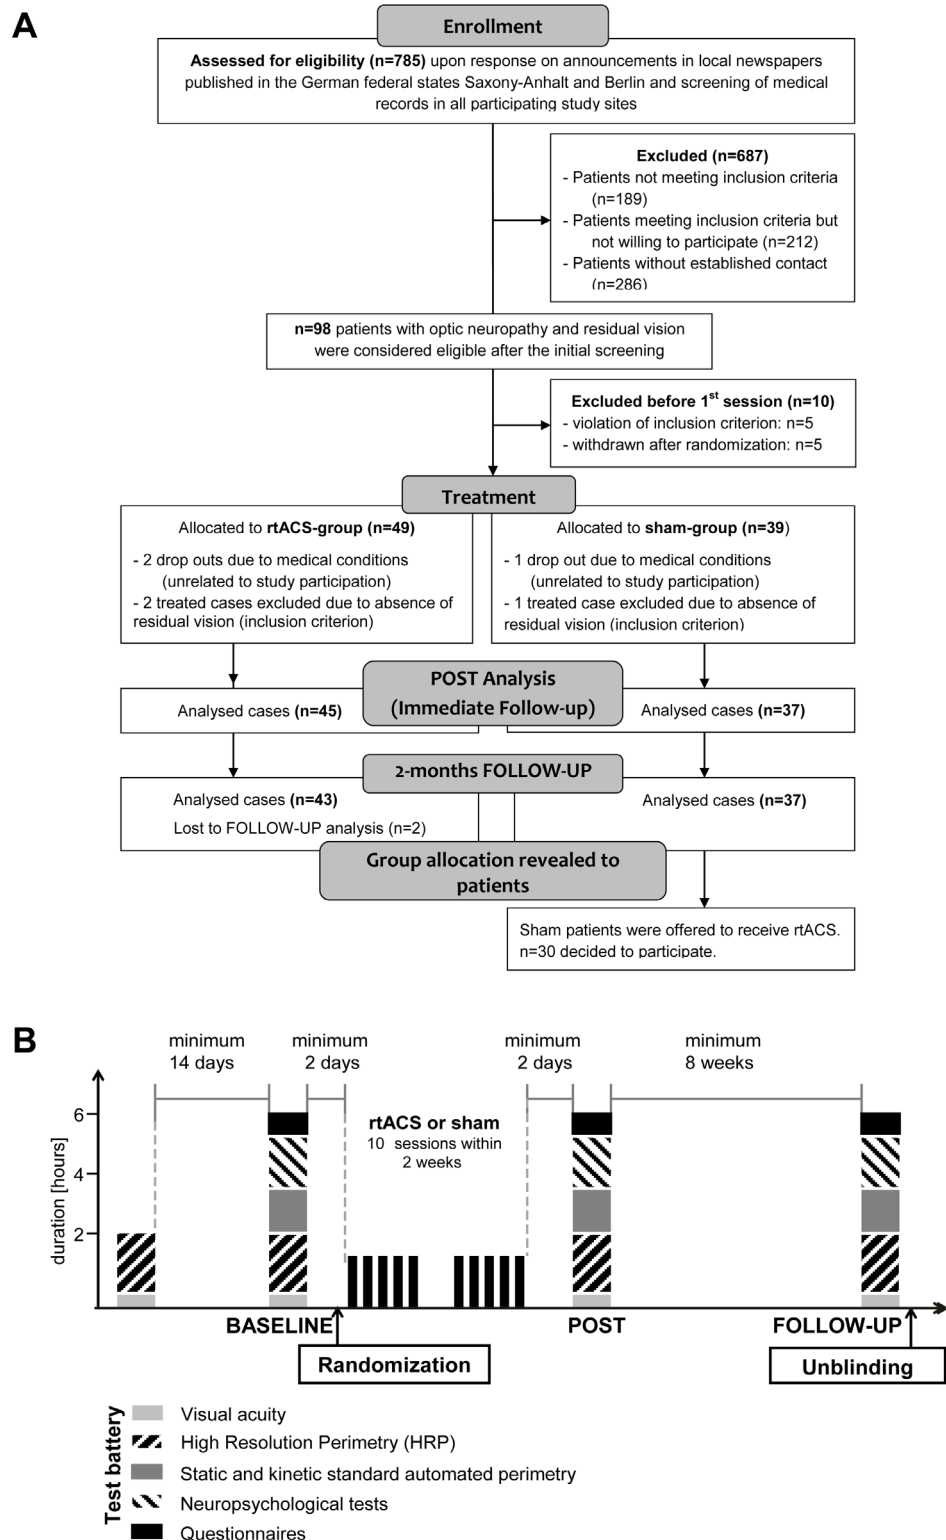 A
Enrollment
Assessed for eligibility (n=785) upon response on announcements in local newspapers
published in the German federal states Saxony-Anhalt and Berlin and screening of medical
records in all participating study sites
Excluded (n=687)
- Patients not meeting inclusion criteria
(n=189)
- Patients meeting inclusion criteria but
not willing to participate (n=212)
- Patients without established contact
(n=286)
n=98 patients with optic neuropathy and residual vision
were considered eligible after the initial screening
Excluded before 1st session (n=10)
- violation of inclusion criterion: n=5
- withdrawn after randomization: n=5
Treatment
Allocated to rtACS-group (n=49)
- 2 drop outs due to medical conditions
(unrelated to study participation)
- 2 treated cases excluded due to absence of
residual vision (inclusion criterion)
Allocated to sham-group (n=39)
- 1 drop out due to medical conditions
(unrelated to study participation)
- 1 treated case excluded due to absence of
residual vision (inclusion criterion)
POST Analysis
(Immediate Follow-up)
Analysed cases (n=45)
Analysed cases (n=37)
2-months FOLLOW-UP
Analysed cases (n=43)
Lost to FOLLOW-UP analysis (n=2)
Analysed cases (n=37)
Group allocation revealed to
patients
Sham patients were offered to receive rtACS.
n=30 decided to participate.
B
minimum
14 days
minimum
2 days
minimum
2 days
minimum
8 weeks
rtACS or sham
10 sessions within
2 weeks
duration [hours]
6
4
2
BASELINE
POST
FOLLOW-UP
Randomization
Unblinding
Test battery
Visual acuity
High Resolution Perimetry (HRP)
Static and kinetic standard automated perimetry
Neuropsychological tests
Questionnaires